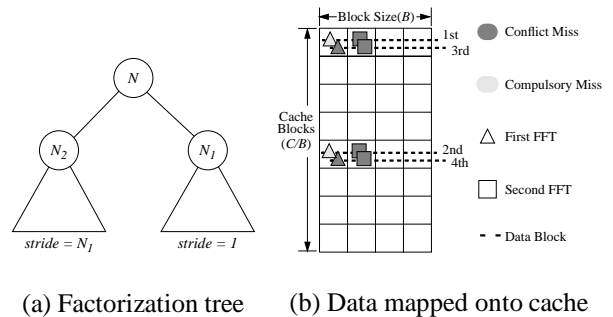 N
N2
N1
stride = N1
stride = 1
(a) Factorization tree
Block Size(B)
Cache
Blocks
(C/B)
1st
3rd
2nd
4th
Conflict Miss
Compulsory Miss
First FFT
Second FFT
Data Block
(b) Data mapped onto cache